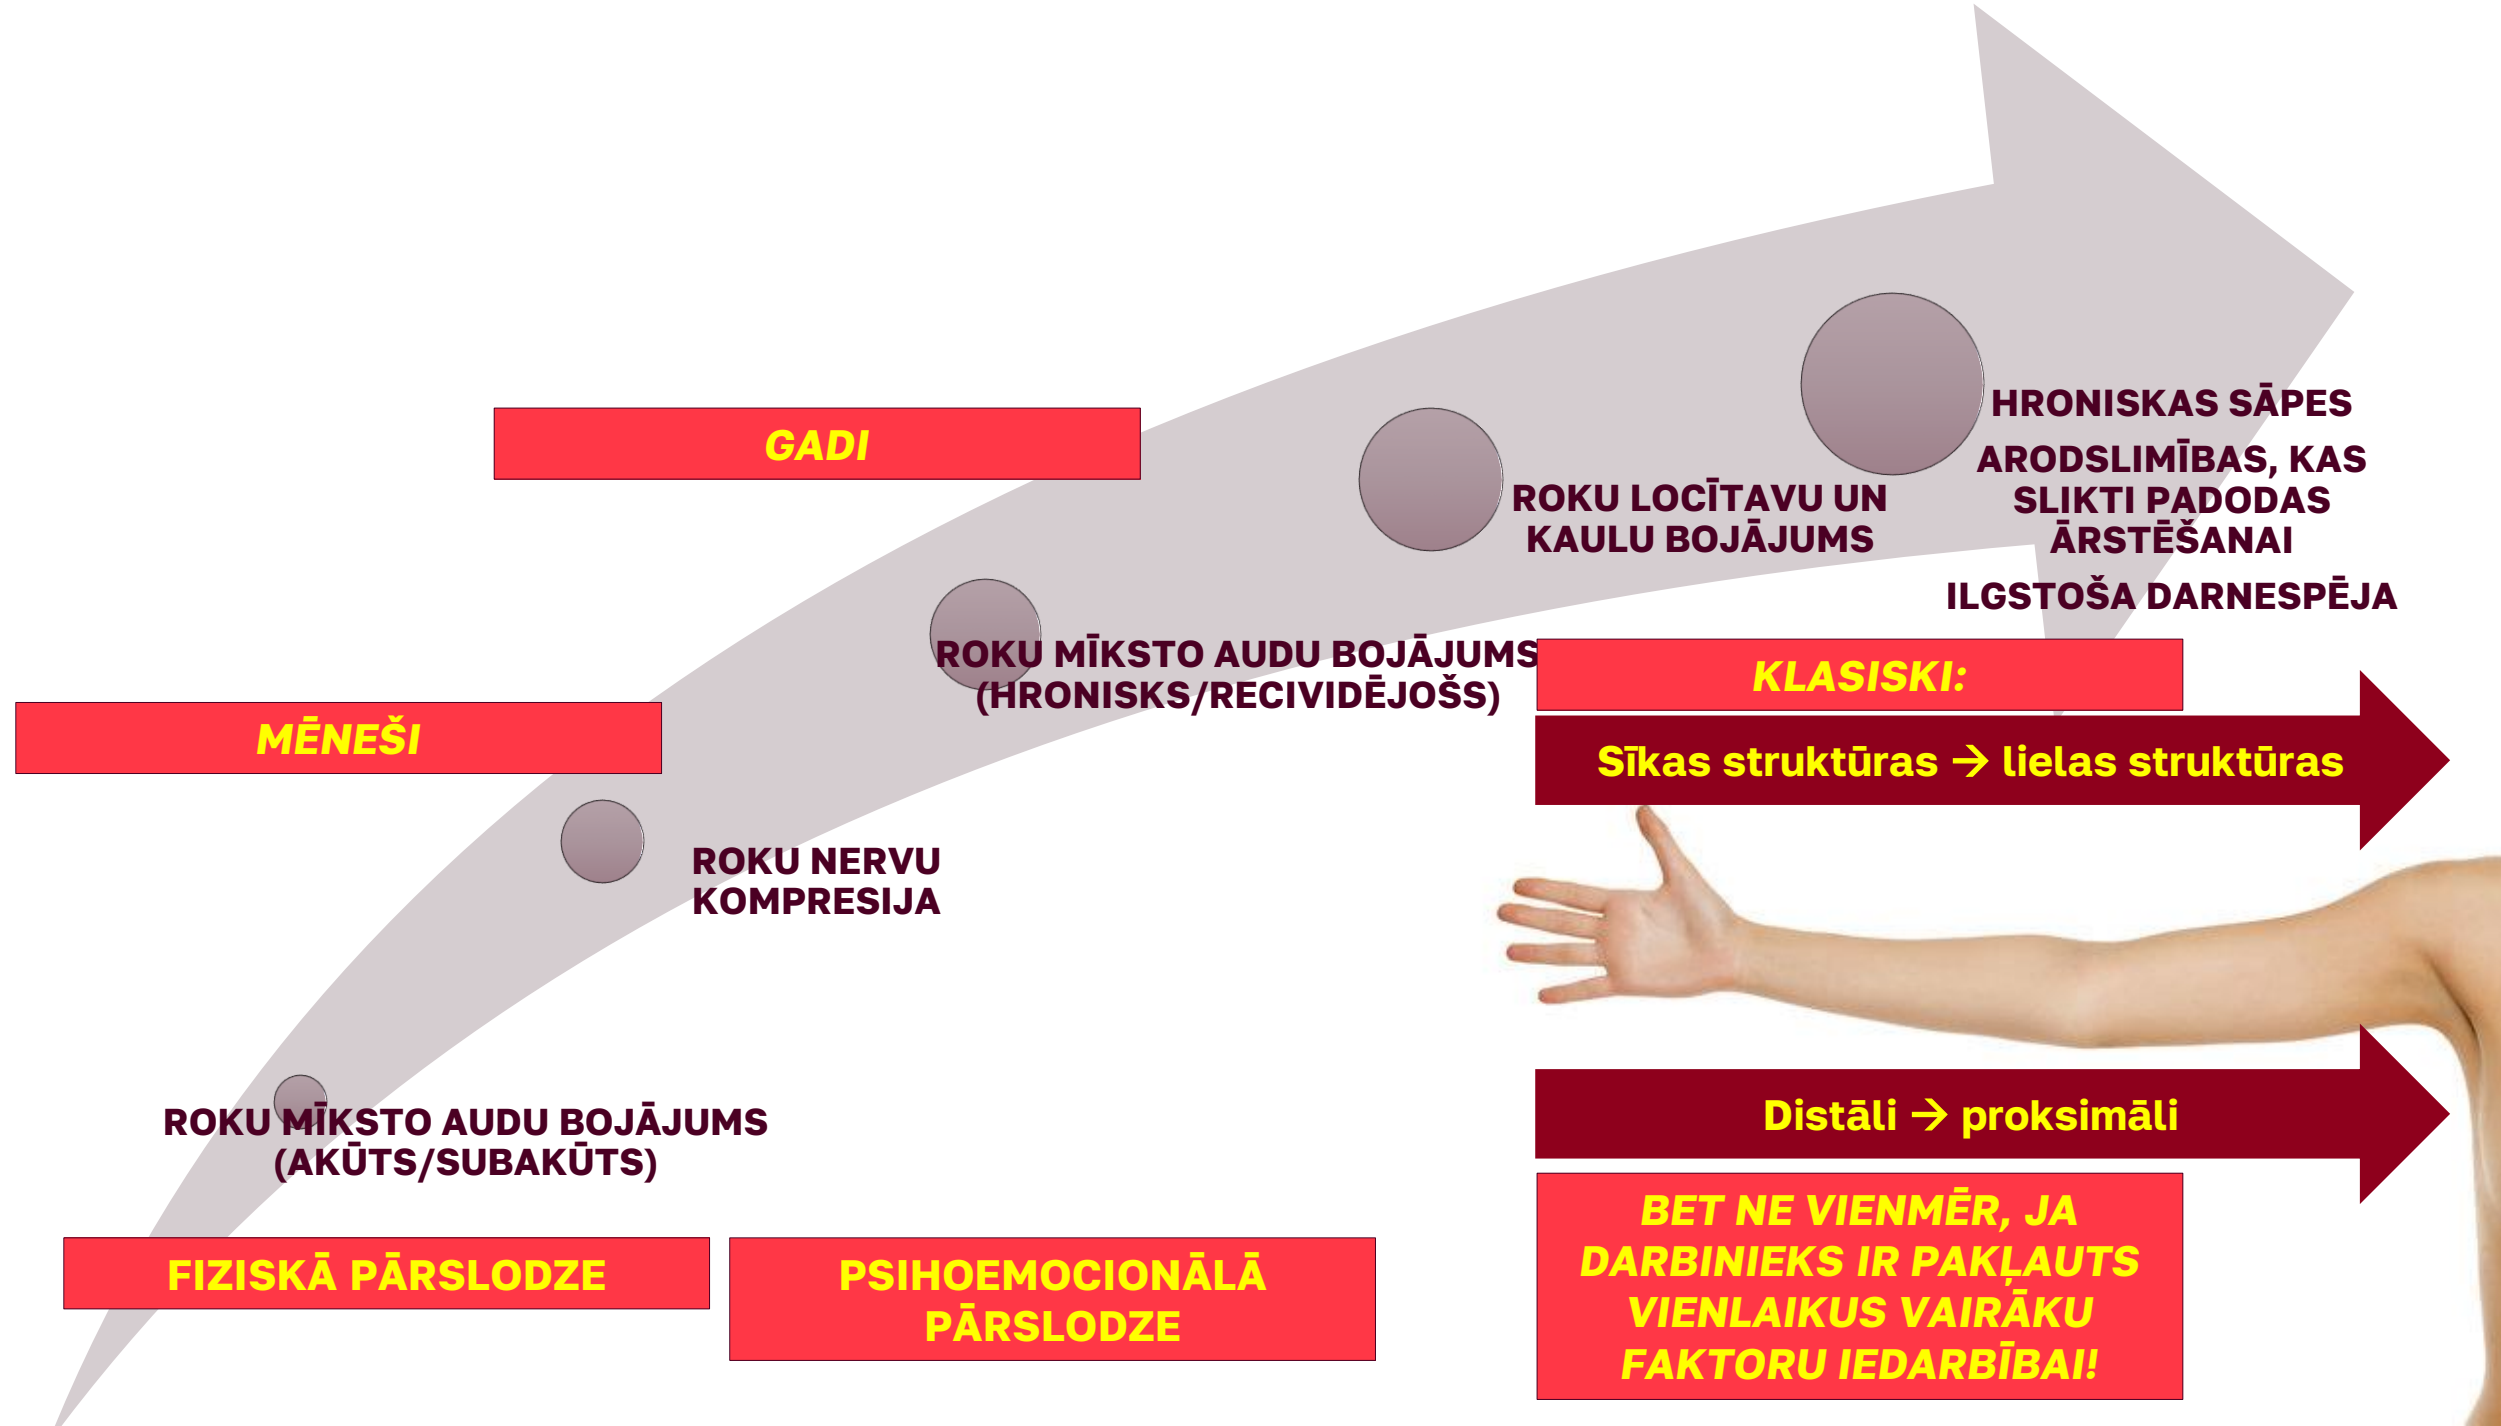 GADI
HRONISKAS SĀPES
ARODSLIMĪBAS, KAS
SLIKTI PADODAS
ĀRSTĒŠANAI
ILGSTOŠA DARNESPĒJA
ROKU LOCĪTAVU UN
KAULU BOJĀJUMS
ROKU MĪKSTO AUDU BOJĀJUMS
(HRONISKS/RECIVIDĒJOŠS)
MĒNEŠI
ROKU NERVU
KOMPRESIJA
ROKU MĪKSTO AUDU BOJĀJUMS
(AKŪTS/SUBAKŪTS)
FIZISKĀ PĀRSLODZE
PSIHOEMOCIONĀLĀ
PĀRSLODZE
KLASISKI:
Sīkas struktūras → lielas struktūras
Distāli → proksimāli
BET NE VIENMĒR, JA
DARBINIEKS IR PAKĻAUTS
VIENLAIKUS VAIRĀKU
FAKTORU IEDARBĪBAI!